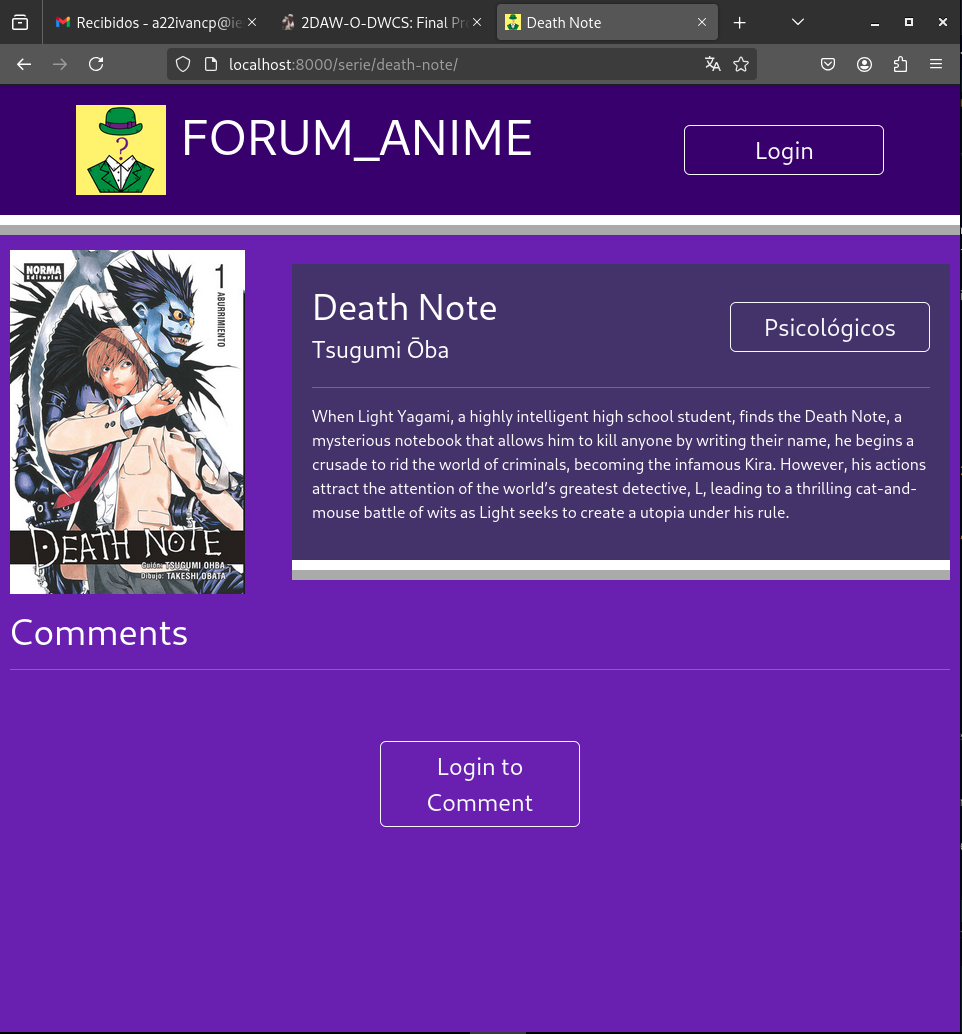 Recibidos - a22ivancp@ie
2DAW-O-DWCS: Final Pr
Death Note
localhost:8000/serie/death-note/
?
FORUM_ANIME
Login
NORMA
Editorial
1
ABURRIMIENTO
DEATH NOTE
Guión: TSUGUMI OHBA
Dibujo: TAKESHI OBATA
Death Note
Tsugumi Ōba
Psicológicos
When Light Yagami, a highly intelligent high school student, finds the Death Note, a
mysterious notebook that allows him to kill anyone by writing their name, he begins a
crusade to rid the world of criminals, becoming the infamous Kira. However, his actions
attract the attention of the world’s greatest detective, L, leading to a thrilling cat-and-
mouse battle of wits as Light seeks to create a utopia under his rule.
Comments
Login to
Comment